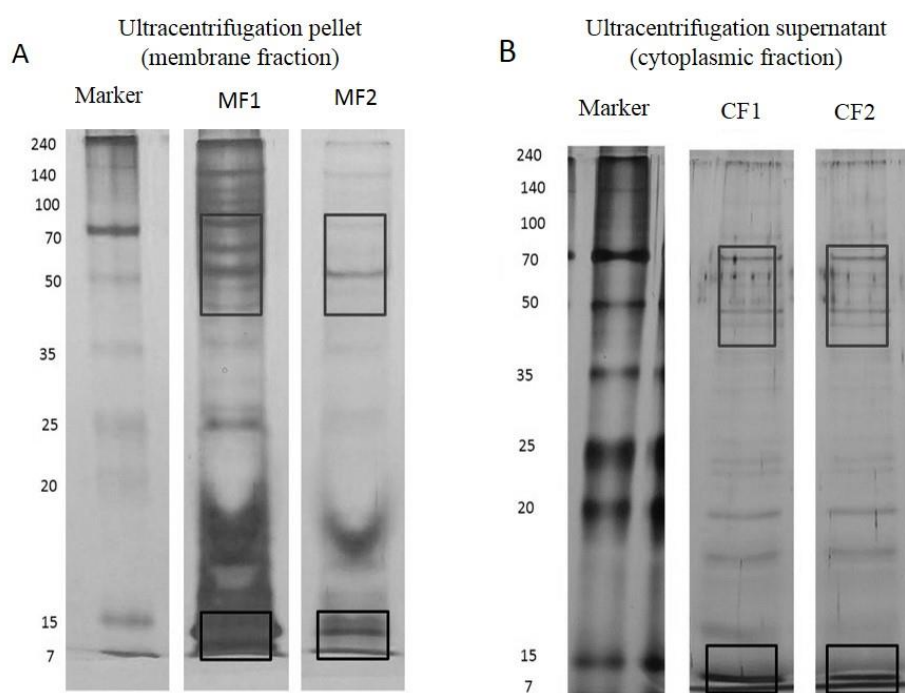 A
Ultracentrifugation pellet
(membrane fraction)
Marker
MF1
MF2
240
140
100
70
50
35
25
20
15
7
B
Ultracentrifugation supernatant
(cytoplasmic fraction)
Marker
CF1
CF2
240
140
100
70
50
35
25
20
15
7